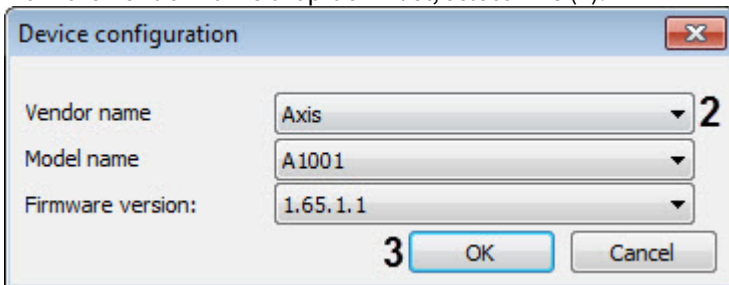 Device configuration
Vendor name Axis 2
Model name A1001
Firmware version: 1.65.1.1
3 OK Cancel